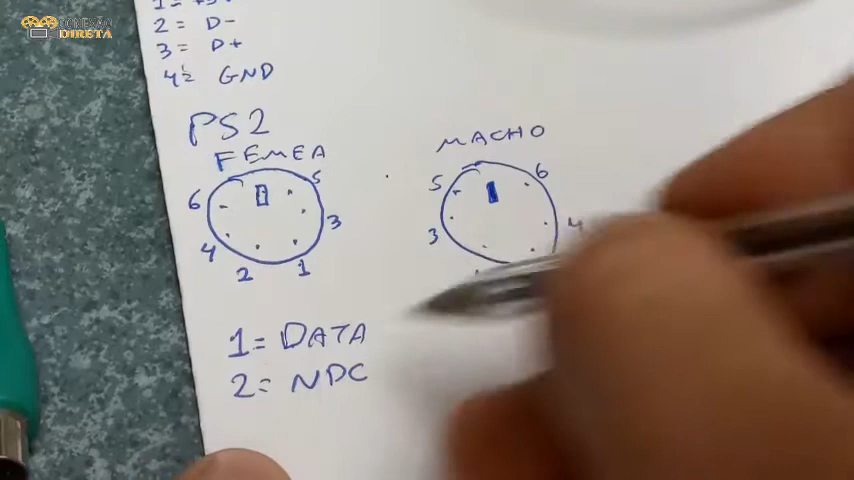 CONEXÃO
DIRETA
2 = D-
3 = D+
4 = GND
PS2
FEMEA
MACHO
6 5
5 6
4 3
3 4
2 1
1 = DATA
2 = NDC